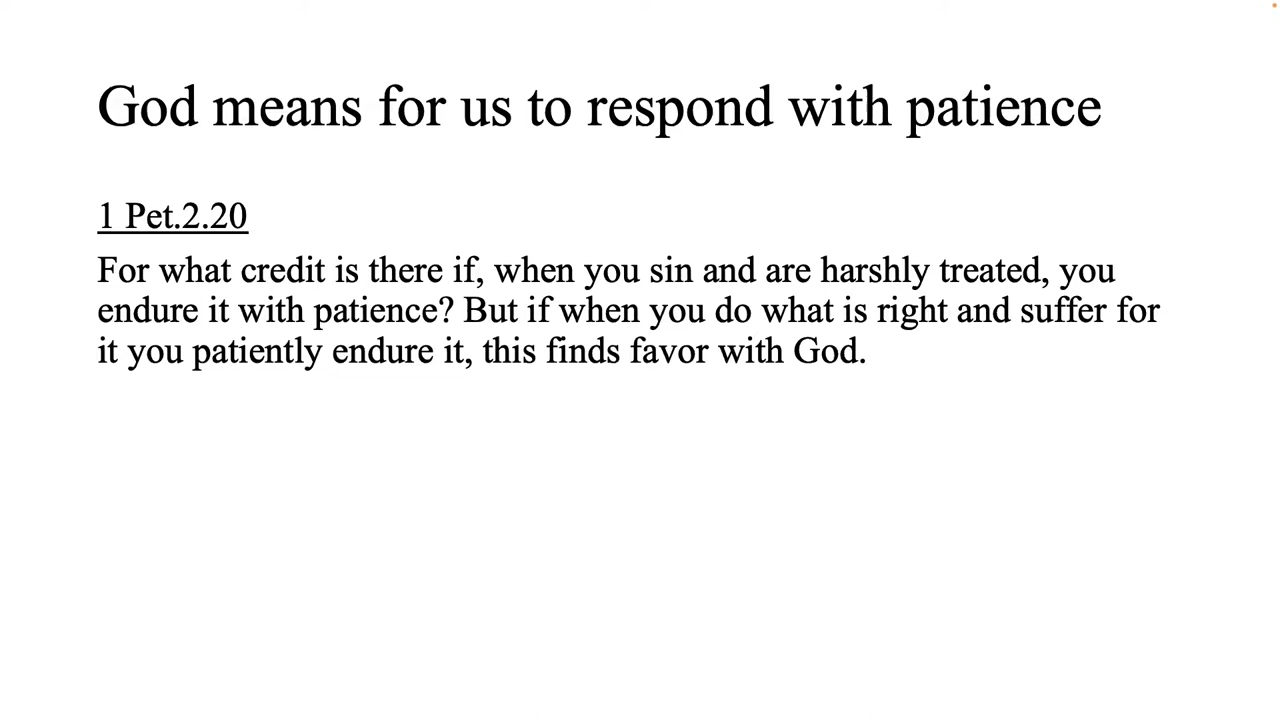 God means for us to respond with patience
1 Pet.2.20
For what credit is there if, when you sin and are harshly treated, you
endure it with patience? But if when you do what is right and suffer for
it you patiently endure it, this finds favor with God.